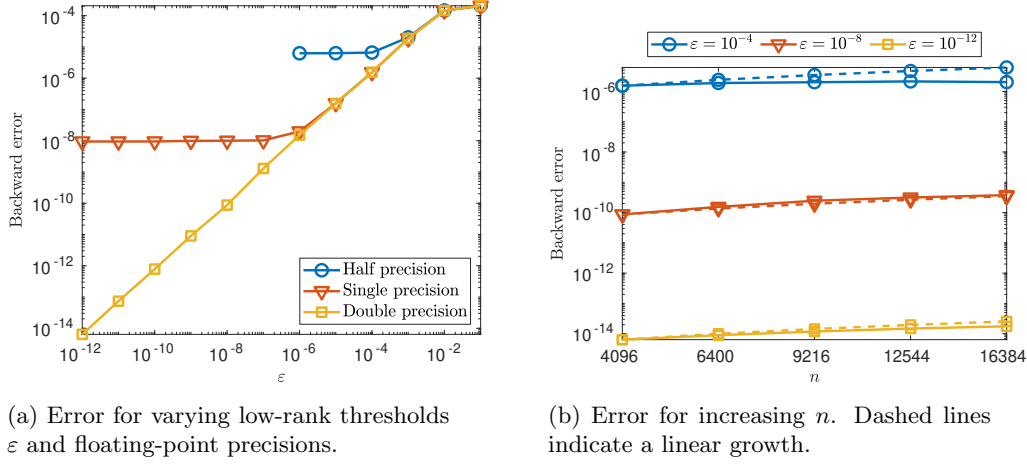 10^-4
10^-6
10^-8
10^-10
10^-12
10^-14
Backward error
Half precision
Single precision
Double precision
10^-12 10^-10 10^-8 10^-6 10^-4 10^-2
ε
(a) Error for varying low-rank thresholds
ε and floating-point precisions.
ε = 10^-4 ε = 10^-8 ε = 10^-12
10^-6
10^-8
10^-10
10^-12
10^-14
Backward error
4096 6400 9216 12544 16384
n
(b) Error for increasing n. Dashed lines
indicate a linear growth.